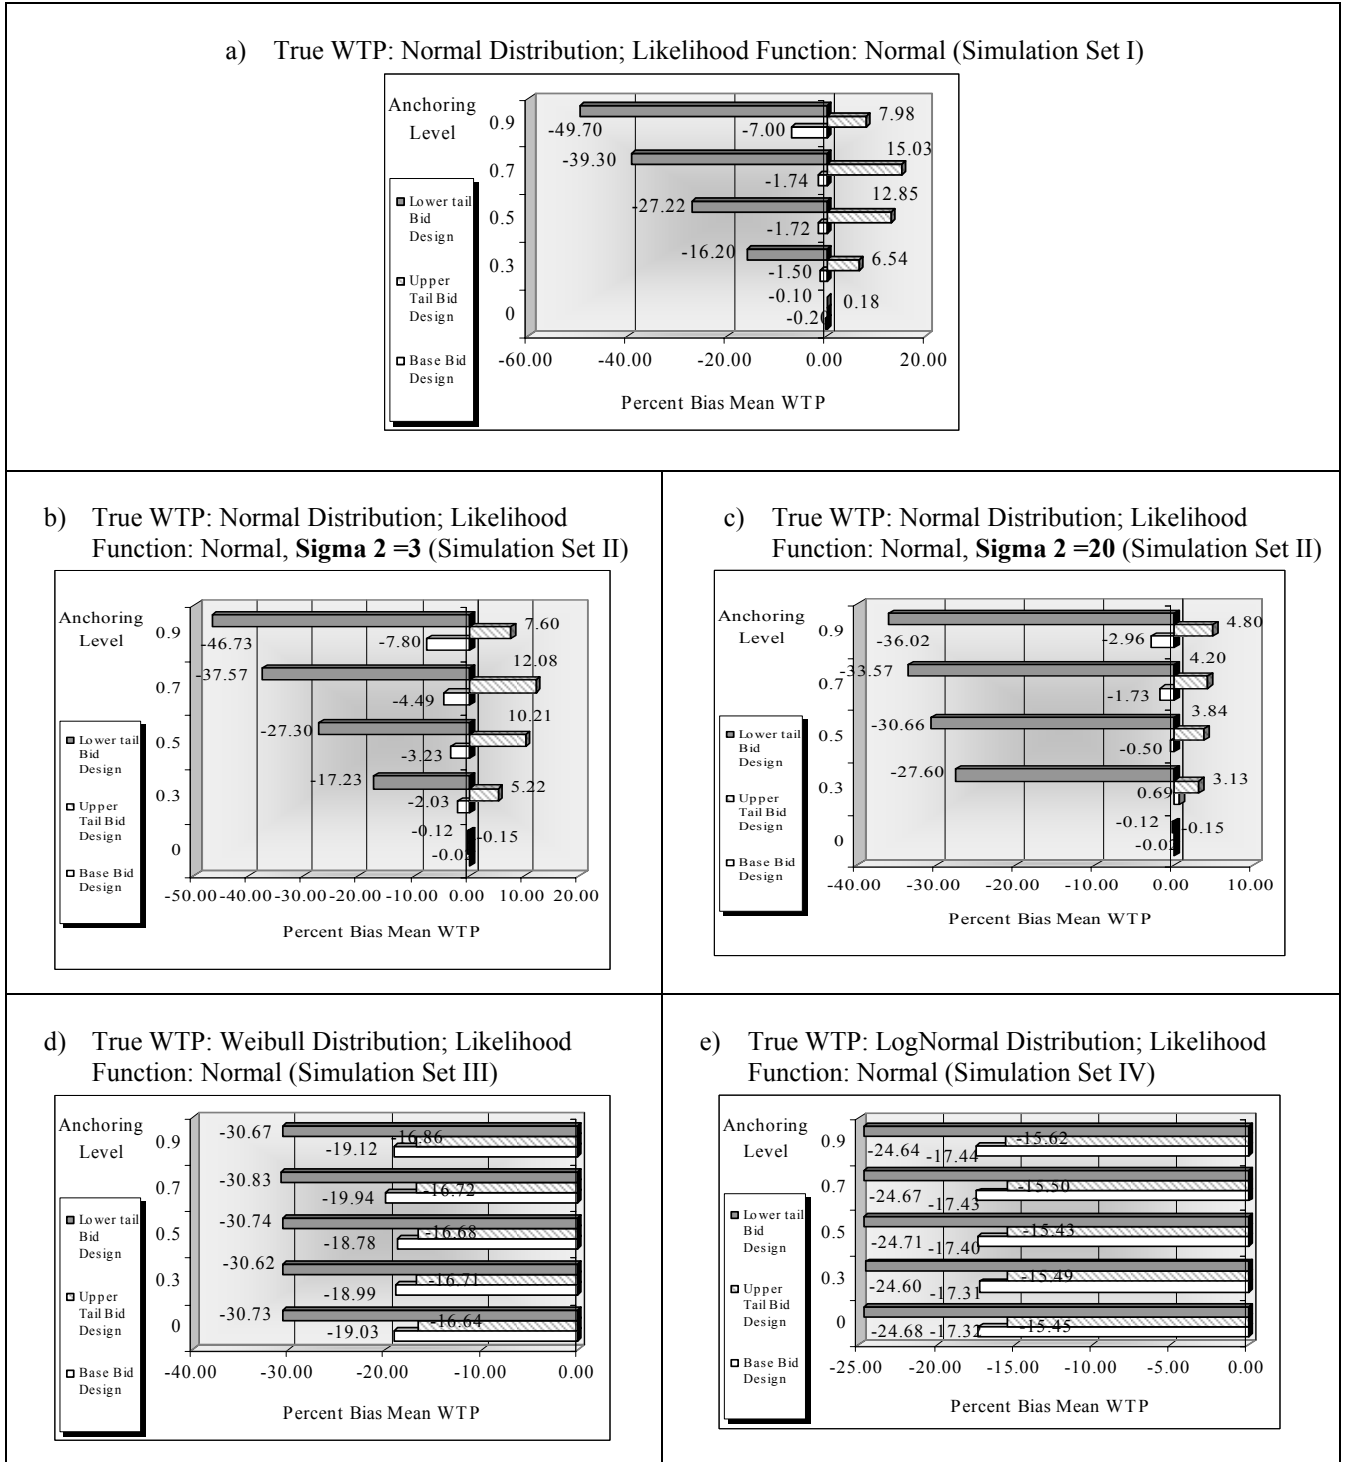 a) True WTP: Normal Distribution; Likelihood Function: Normal (Simulation Set I)
Anchoring
Level
0.9
0.7
0.5
0.3
0
-49.70
-7.00
7.98
-39.30
-1.74
15.03
-27.22
-1.72
12.85
-16.20
-1.50
6.54
-0.10
0.18
Lower tail
Bid
Design
Upper
Tail Bid
Design
Base Bid
Design
-60.00 -40.00 -20.00 0.00 20.00
Percent Bias Mean WTP
b) True WTP: Normal Distribution; Likelihood
Function: Normal, Sigma 2 =3 (Simulation Set II)
Anchoring
Level
0.9
0.7
0.5
0.3
0
-46.73
-7.80
7.60
-37.57
-4.49
12.08
-27.30
-3.23
10.21
-17.23
-2.03
5.22
-0.12
-0.15
Lower tail
Bid
Design
Upper
Tail Bid
Design
Base Bid
Design
-50.00 -40.00 -30.00 -20.00 -10.00 0.00 10.00 20.00
Percent Bias Mean WTP
c) True WTP: Normal Distribution; Likelihood
Function: Normal, Sigma 2 =20 (Simulation Set II)
Anchoring
Level
0.9
0.7
0.5
0.3
0
-36.02
-2.96
4.80
-33.57
-1.73
4.20
-30.66
-0.50
3.84
-27.60
0.69
3.13
-0.12
-0.15
Lower tail
Bid
Design
Upper
Tail Bid
Design
Base Bid
Design
-40.00 -30.00 -20.00 -10.00 0.00 10.00
Percent Bias Mean WTP
d) True WTP: Weibull Distribution; Likelihood
Function: Normal (Simulation Set III)
Anchoring
Level
0.9
0.7
0.5
0.3
0
-30.67
-16.86
-19.12
-30.83
-16.72
-19.94
-30.74
-16.68
-18.78
-30.62
-16.71
-18.99
-30.73
-16.64
-19.03
Lower tail
Bid
Design
Upper
Tail Bid
Design
Base Bid
Design
-40.00 -30.00 -20.00 -10.00 0.00
Percent Bias Mean WTP
e) True WTP: LogNormal Distribution; Likelihood
Function: Normal (Simulation Set IV)
Anchoring
Level
0.9
0.7
0.5
0.3
0
-24.64 -17.44 -15.62
-24.67 -17.43 -15.50
-24.71 -17.40 -15.43
-24.60 -17.31 -15.49
-24.68 -17.32 -15.45
Lower tail
Bid
Design
Upper
Tail Bid
Design
Base Bid
Design
-25.00 -20.00 -15.00 -10.00 -5.00 0.00
Percent Bias Mean WTP